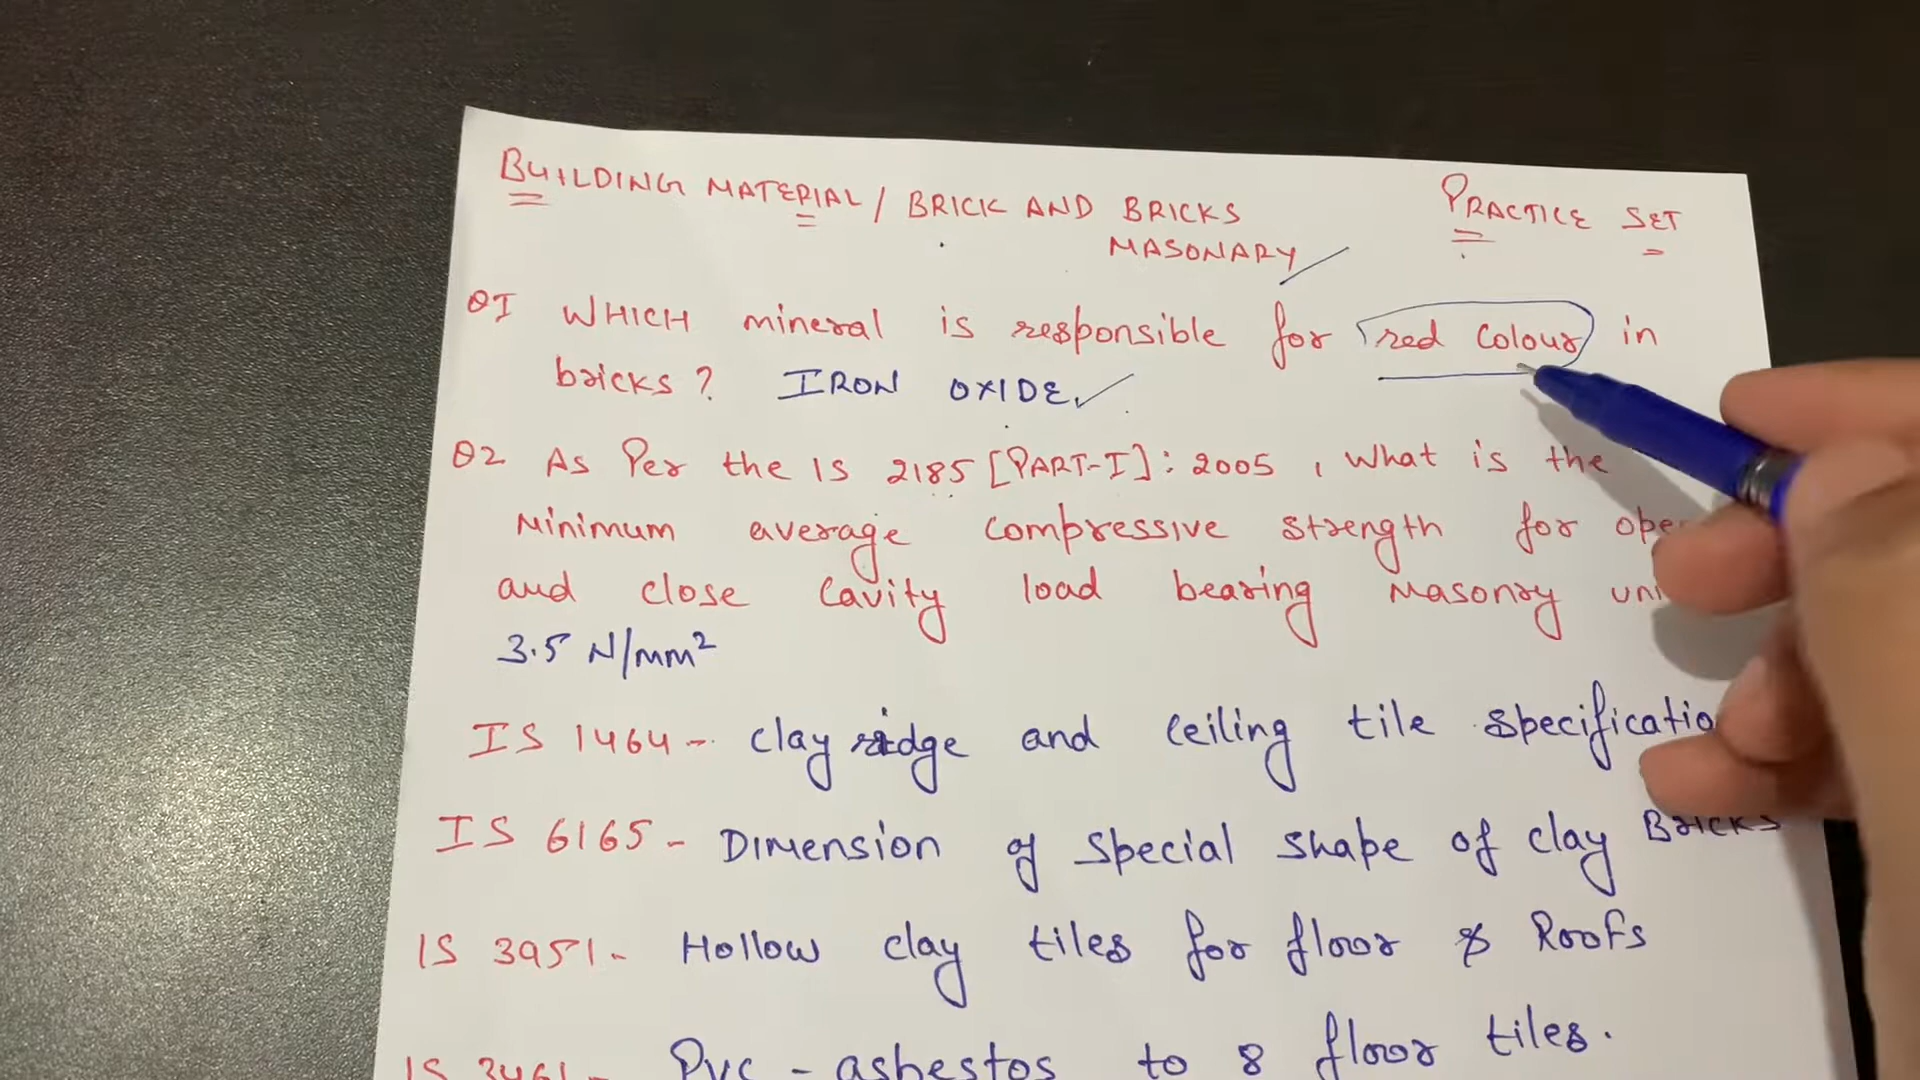 BUILDING MATERIAL / BRICK AND BRICKS
MASONARY
PRACTICE SET
Q1 WHICH mineral is responsible for red colour in
bricks? IRON OXIDE
Q2 As Per the IS 2185 [PART-I]: 2005, What is the
Minimum average compressive strength for
and close cavity load bearing Masonry
3.5 N/mm²
IS 1464 - clay ridge and ceiling tile
IS 6165 - Dimension of special shape of clay Bricks
IS 3951 - Hollow clay tiles for floor & Roofs
IS 3461 - PVC - asbestos to 8 floor tiles.